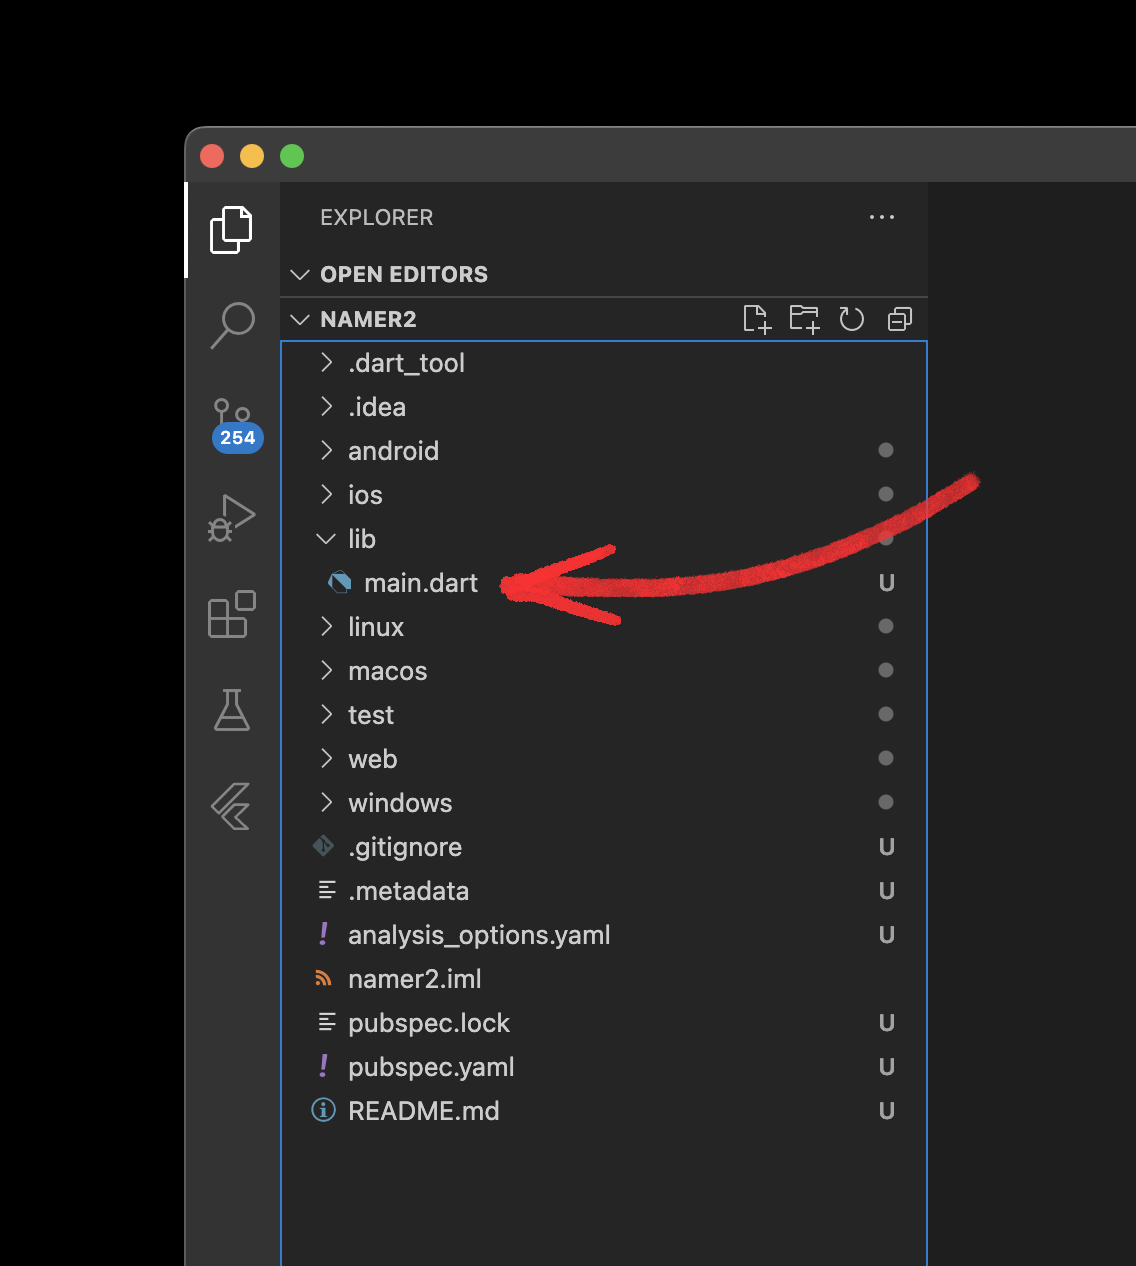 EXPLORER
OPEN EDITORS
NAMER2
.dart_tool
.idea
254
android
ios
lib
main.dart
U
linux
macos
test
web
windows
.gitignore
U
.metadata
U
analysis_options.yaml
U
namer2.iml
pubspec.lock
U
pubspec.yaml
U
README.md
U